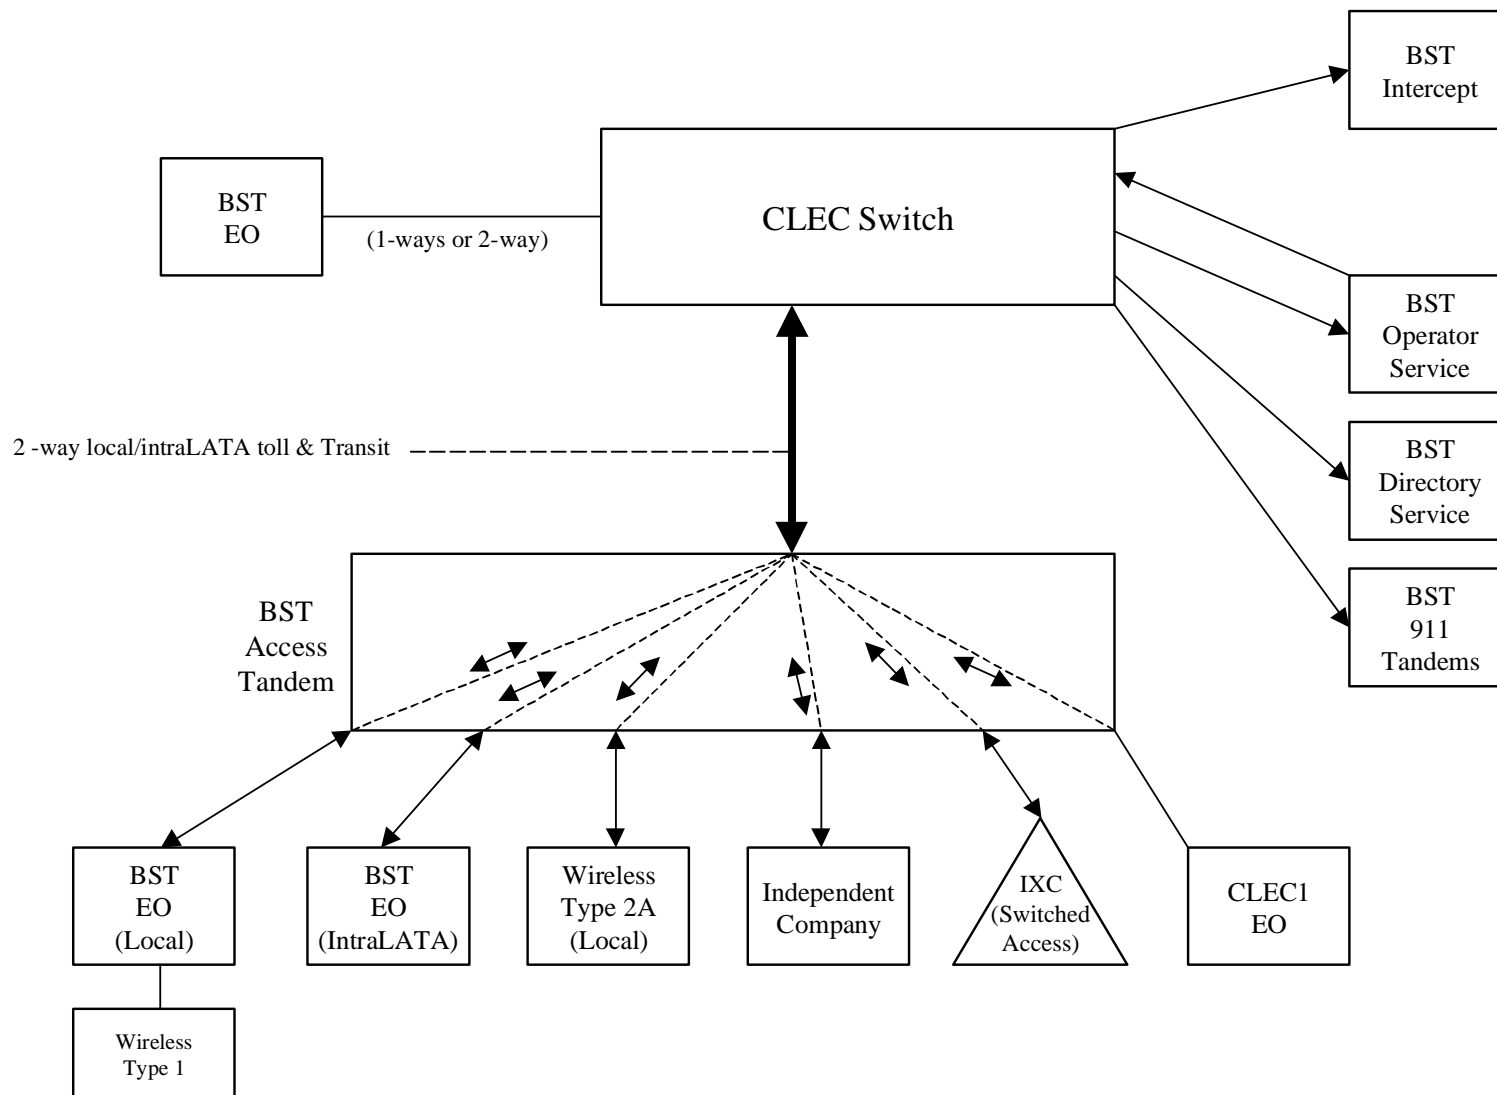 BST
Intercept
BST
EO
(1-ways or 2-way)
CLEC Switch
BST
Operator
Service
2 -way local/intraLATA toll & Transit
BST
Directory
Service
BST
Access
Tandem
BST
911
Tandems
BST
EO
(Local)
BST
EO
(IntraLATA)
Wireless
Type 2A
(Local)
Independent
Company
IXC
(Switched
Access)
CLEC1
EO
Wireless
Type 1